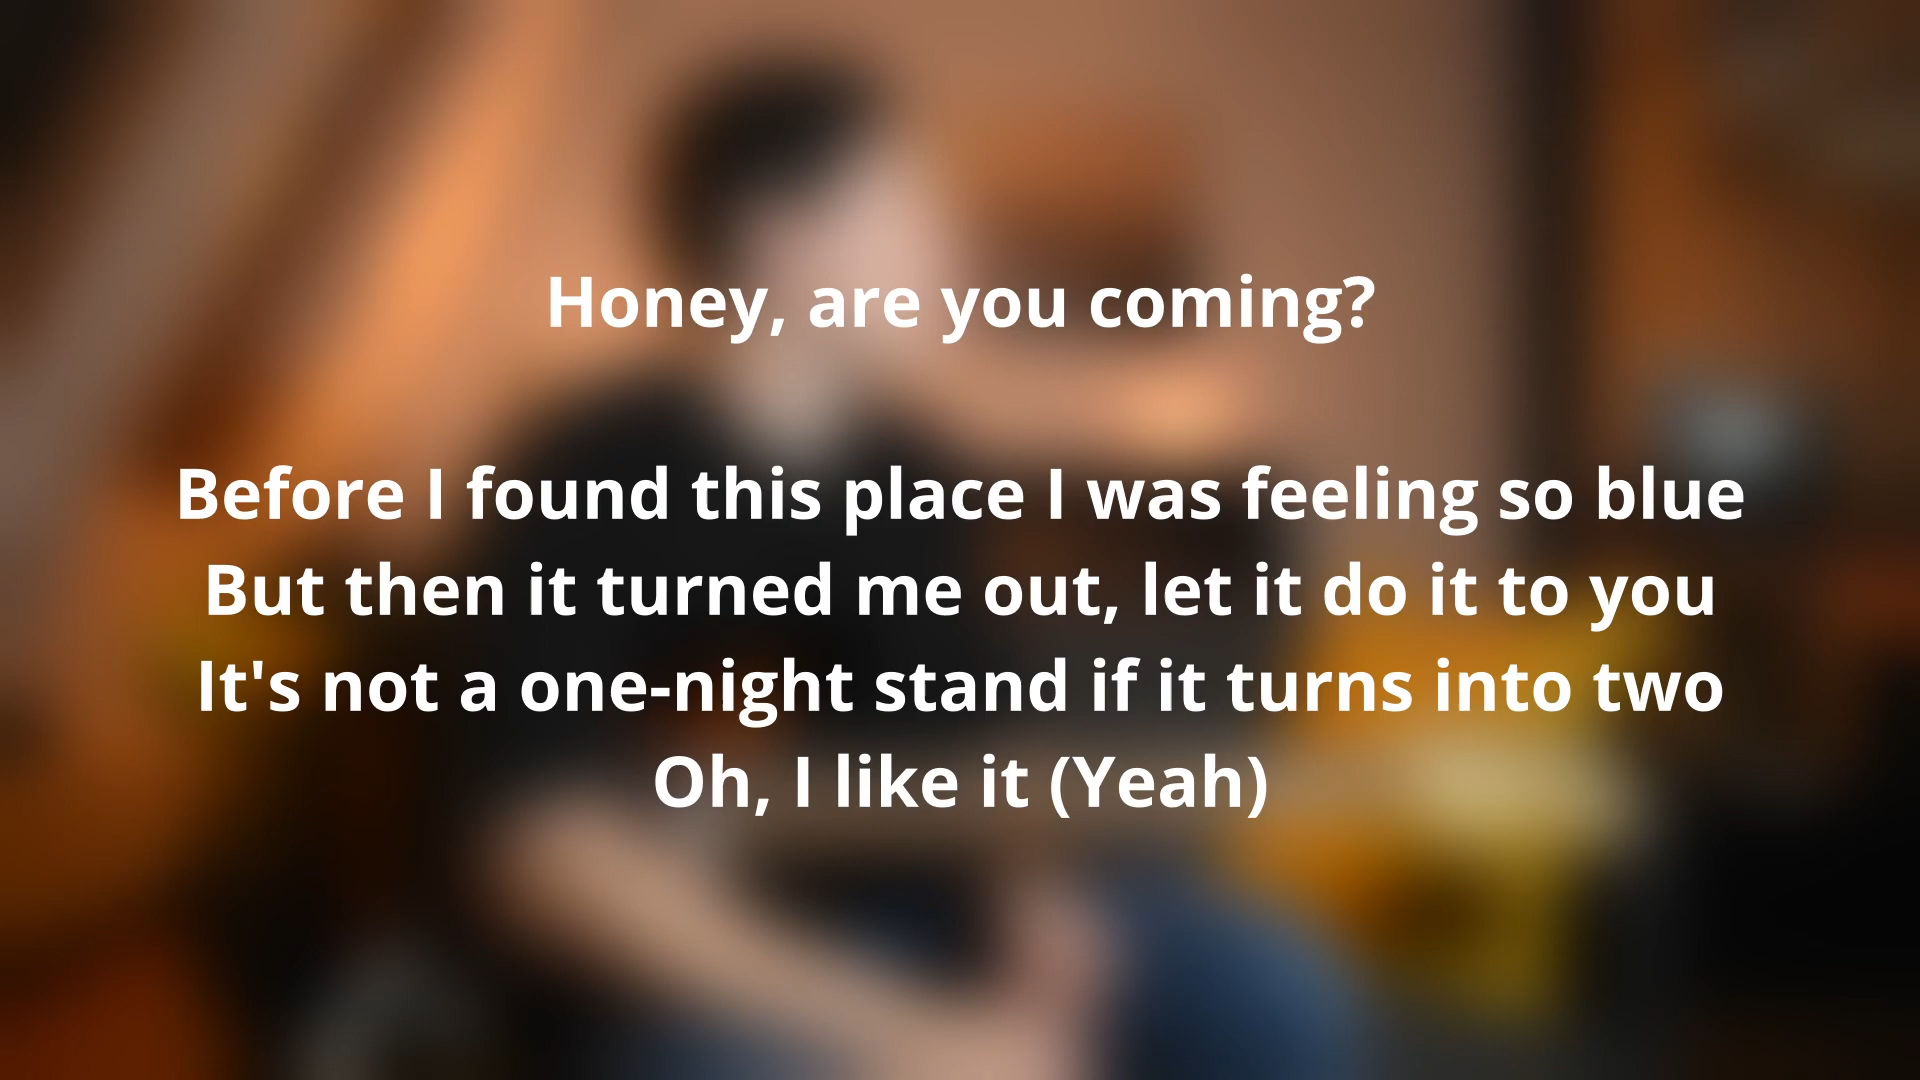 Honey, are you coming?
Before I found this place I was feeling so blue
But then it turned me out, let it do it to you
It's not a one-night stand if it turns into two
Oh, I like it (Yeah)